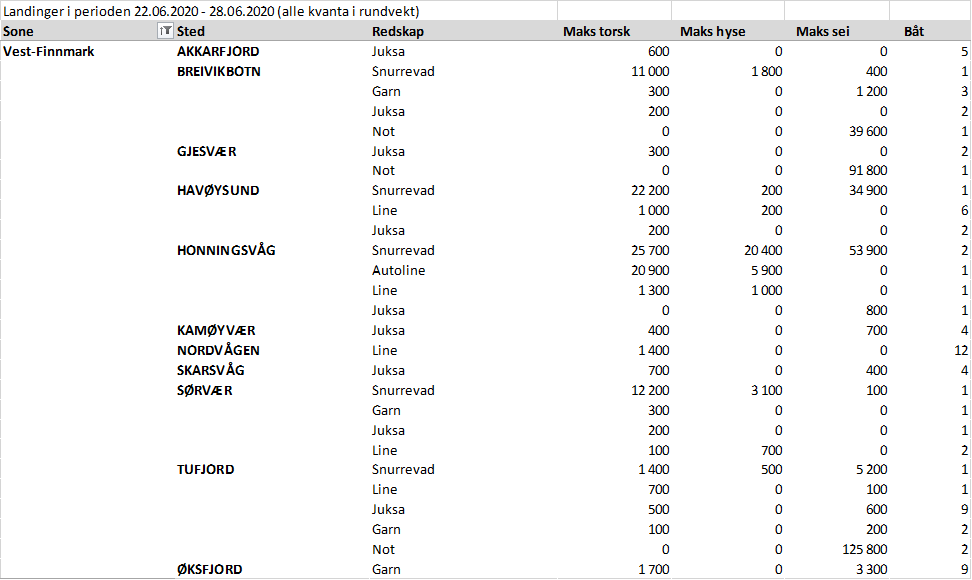 Landinger i perioden 22.06.2020 - 28.06.2020 (alle kvanta i rundvekt)
Sone Sted Redskap Maks torsk Maks hyse Maks sei Båt
Vest-Finnmark AKKARFJORD Juksa 600 0 0 5
BREIVIKBOTN Snurrevad 11 000 1 800 400 1
Garn 300 0 1 200 3
Juksa 200 0 0 2
Not 0 0 39 600 1
GJESVÆR Juksa 300 0 0 2
Not 0 0 91 800 1
HAVØYSUND Snurrevad 22 200 200 34 900 1
Line 1 000 200 0 6
Juksa 200 0 0 2
HONNINGSVÅG Snurrevad 25 700 20 400 53 900 2
Autoline 20 900 5 900 0 1
Line 1 300 1 000 0 1
Juksa 0 0 800 1
KAMØYVÆR Juksa 400 0 700 4
NORDVÅGEN Line 1 400 0 0 12
SKARSVÅG Juksa 700 0 400 4
SØRVÆR Snurrevad 12 200 3 100 100 1
Garn 300 0 0 1
Juksa 200 0 0 1
Line 100 700 0 2
TUFJORD Snurrevad 1 400 500 5 200 1
Line 700 0 100 1
Juksa 500 0 600 9
Garn 100 0 200 2
Not 0 0 125 800 2
ØKSFJORD Garn 1 700 0 3 300 9